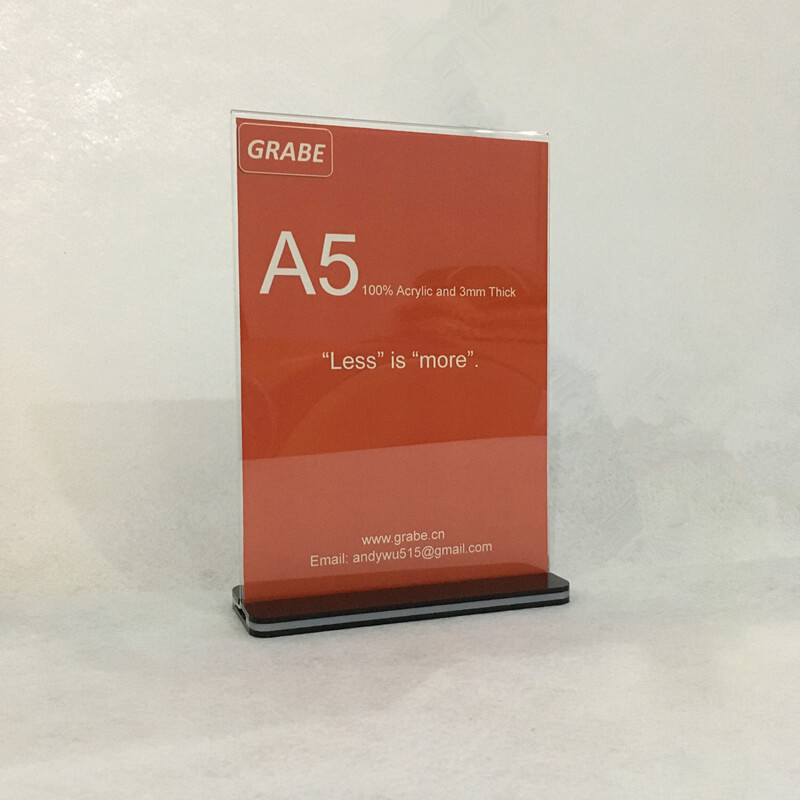 GRABE
A5 100% Acrylic and 3mm Thick
“Less” is “more”.
www.grabe.cn
Email: andywu515@gmail.com